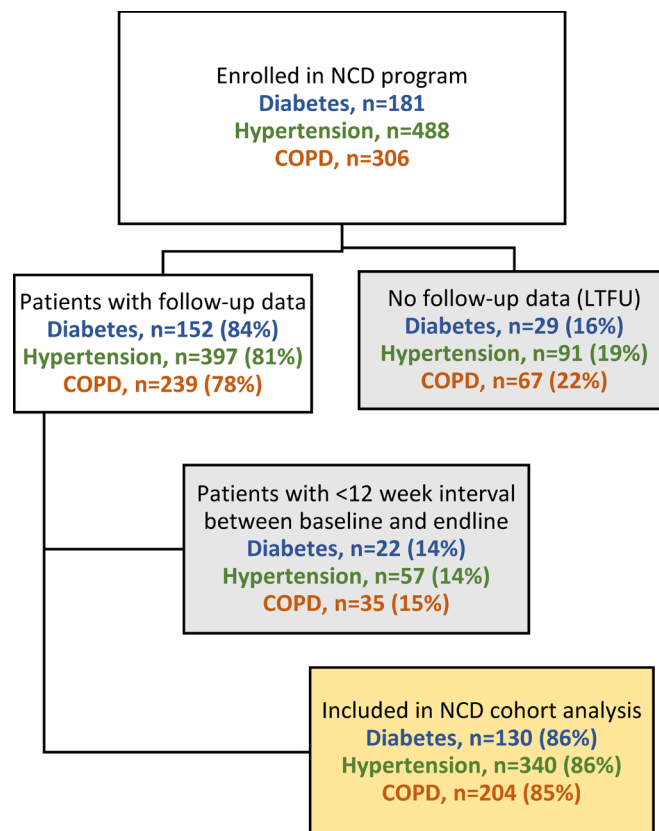 Enrolled in NCD program
Diabetes, n=181
Hypertension, n=488
COPD, n=306
Patients with follow-up data
Diabetes, n=152 (84%)
Hypertension, n=397 (81%)
COPD, n=239 (78%)
No follow-up data (LTFU)
Diabetes, n=29 (16%)
Hypertension, n=91 (19%)
COPD, n=67 (22%)
Patients with <12 week interval
between baseline and endline
Diabetes, n=22 (14%)
Hypertension, n=57 (14%)
COPD, n=35 (15%)
Included in NCD cohort analysis
Diabetes, n=130 (86%)
Hypertension, n=340 (86%)
COPD, n=204 (85%)